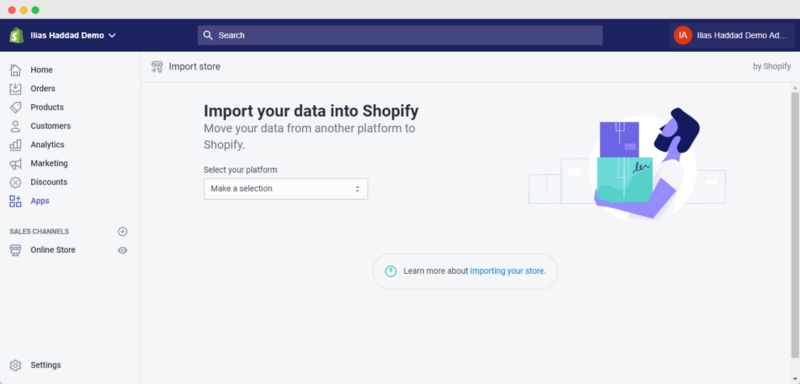 Ilias Haddad Demo
Search
IA
Ilias Haddad Demo Ad...
Home
Orders
Products
Customers
Analytics
Marketing
Discounts
Apps
SALES CHANNELS
Online Store
Settings
Import store
by Shopify
Import your data into Shopify
Move your data from another platform to
Shopify.
Select your platform
Make a selection
Learn more about importing your store.